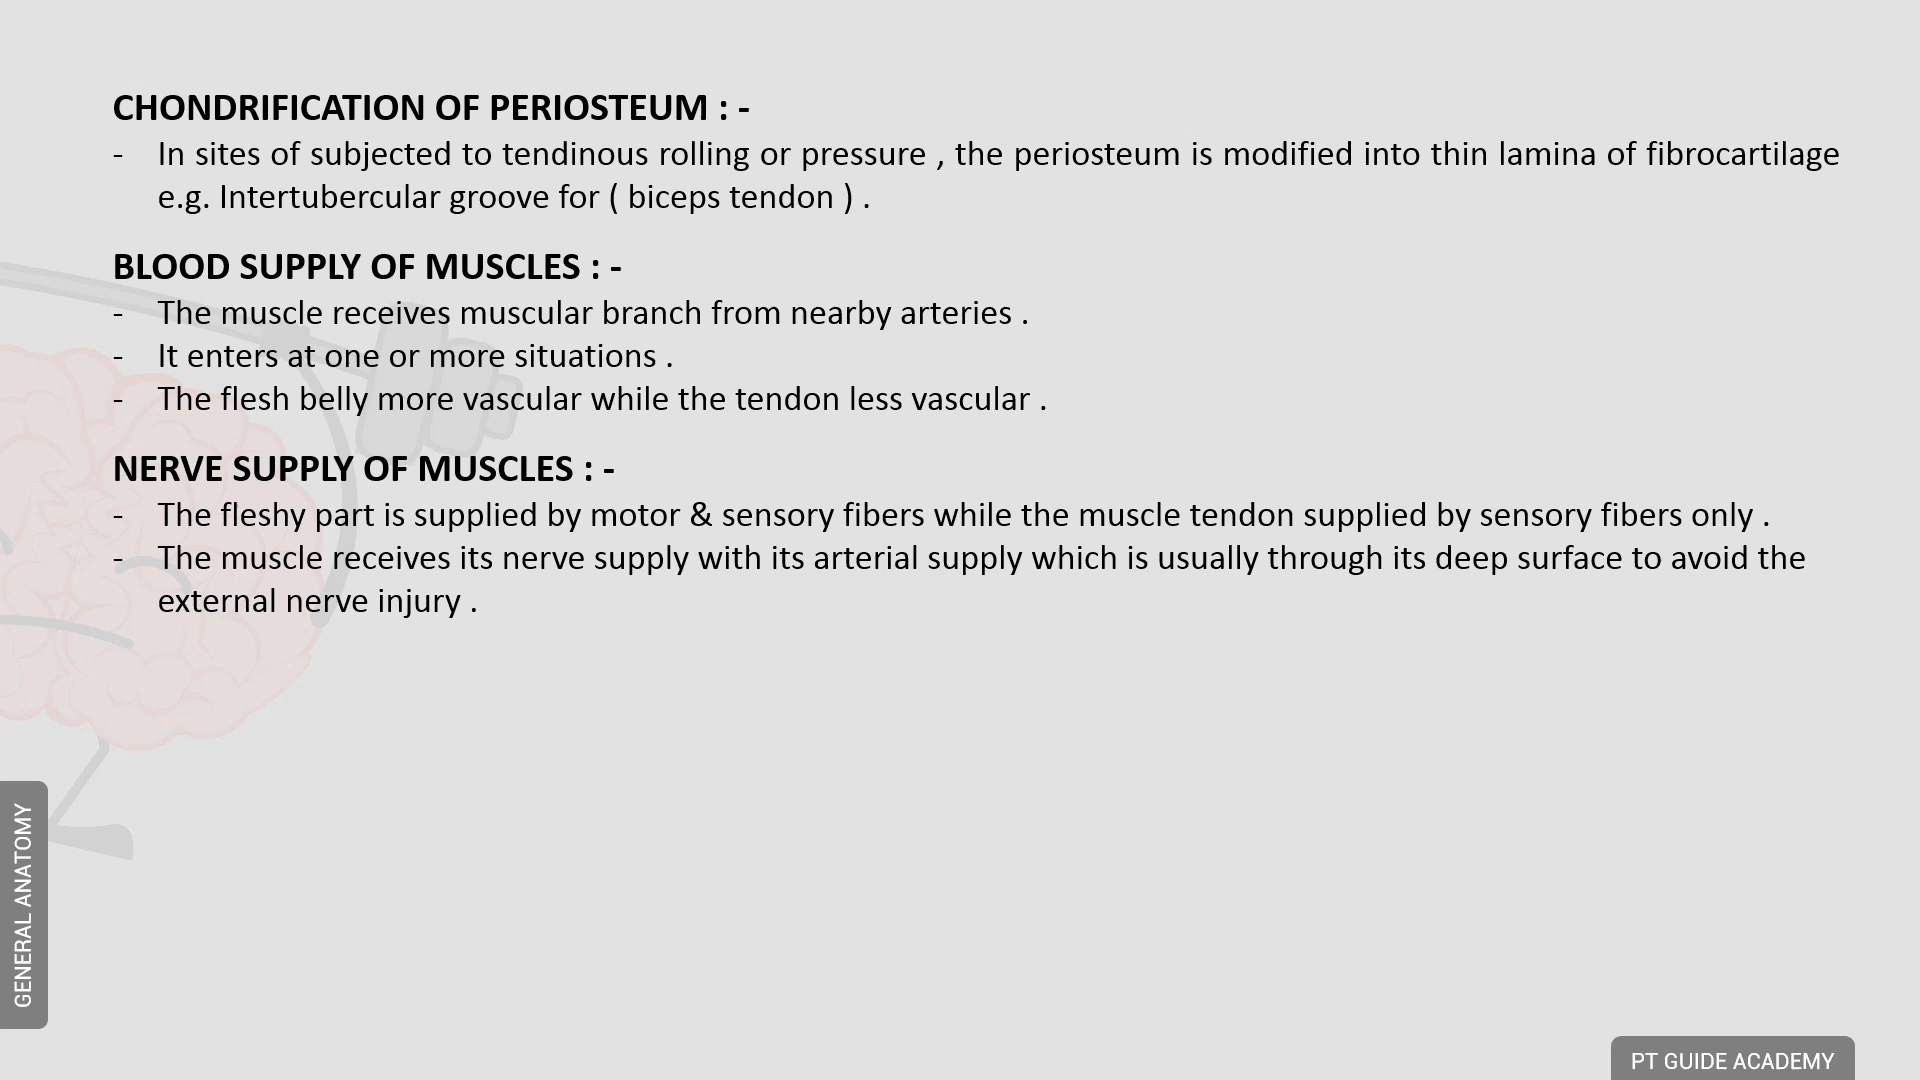 CHONDRIFICATION OF PERIOSTEUM : -
- In sites of subjected to tendinous rolling or pressure , the periosteum is modified into thin lamina of fibrocartilage
e.g. Intertubercular groove for ( biceps tendon ) .
BLOOD SUPPLY OF MUSCLES : -
- The muscle receives muscular branch from nearby arteries .
- It enters at one or more situations .
- The flesh belly more vascular while the tendon less vascular .
NERVE SUPPLY OF MUSCLES : -
- The fleshy part is supplied by motor & sensory fibers while the muscle tendon supplied by sensory fibers only .
- The muscle receives its nerve supply with its arterial supply which is usually through its deep surface to avoid the
external nerve injury .
GENERAL ANATOMY
PT GUIDE ACADEMY